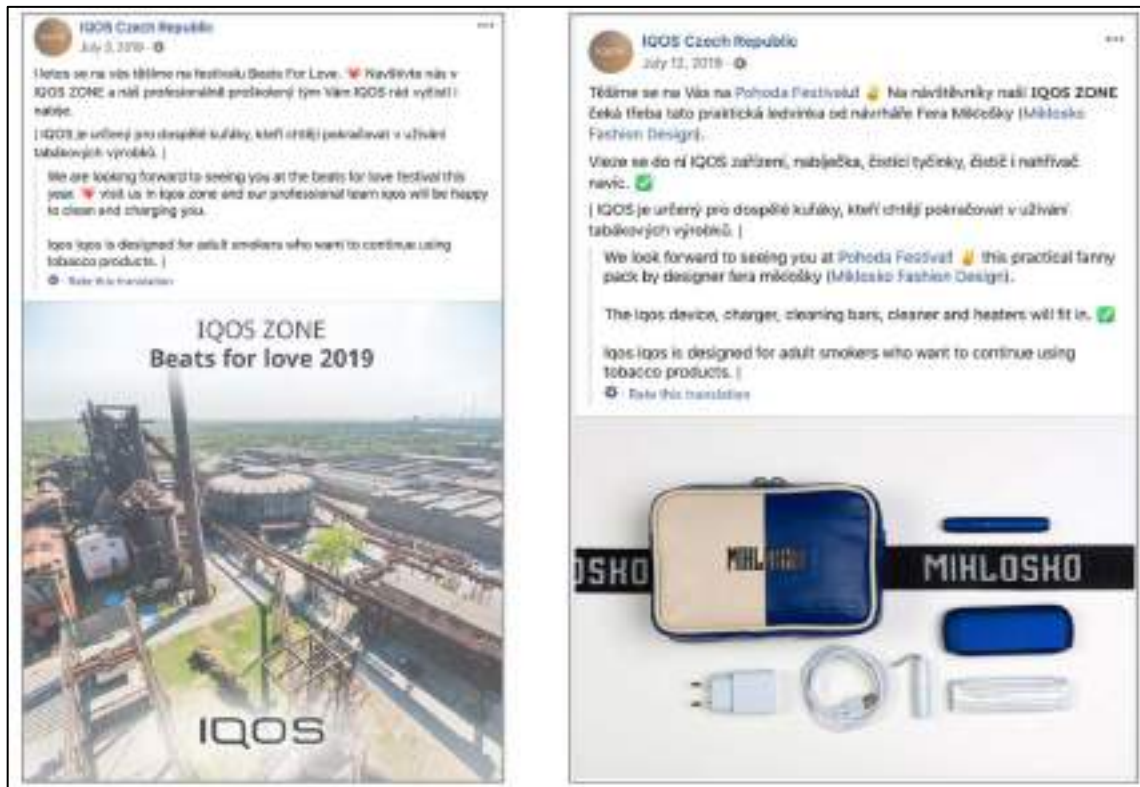 IQOS Czech Republic
July 3, 2019
I letos se na vás těšíme na festivalu Beats For Love. Navštivte nás v
IQOS ZONE a náš profesionálně proškolený tým Vám IQOS rád vyčistí i
nabije.
| IQOS je určený pro dospělé kuřáky, kteří chtějí pokračovat v užívání
tabákových výrobků. |
We are looking forward to seeing you at the beats for love festival this
year. visit us in iqos zone and our professional team iqos will be happy
to clean and charging you.
Iqos Iqos is designed for adult smokers who want to continue using
tobacco products. |
Rate this translation
IQOS ZONE
Beats for love 2019
IQOS
IQOS Czech Republic
July 12, 2019
Těšíme se na Vás na Pohoda Festivalu! Na návštěvníky naší IQOS ZONE
čeká třeba tato praktická ledvinka od návrháře Fera Mikloška (Miklosko
Fashion Design).
Vleze se do ní IQOS zařízení, nabíječka, čistící tyčinky, čistič i nahřívač
navíc.
| IQOS je určený pro dospělé kuřáky, kteří chtějí pokračovat v užívání
tabákových výrobků. |
We look forward to seeing you at Pohoda Festival! this practical fanny
pack by designer fera (Miklosko Fashion Design).
The Iqos device, charger, cleaning bars, cleaner and heaters will fit in.
Iqos Iqos is designed for adult smokers who want to continue using
tobacco products. |
Rate this translation
OSKO
MIHLOSKO